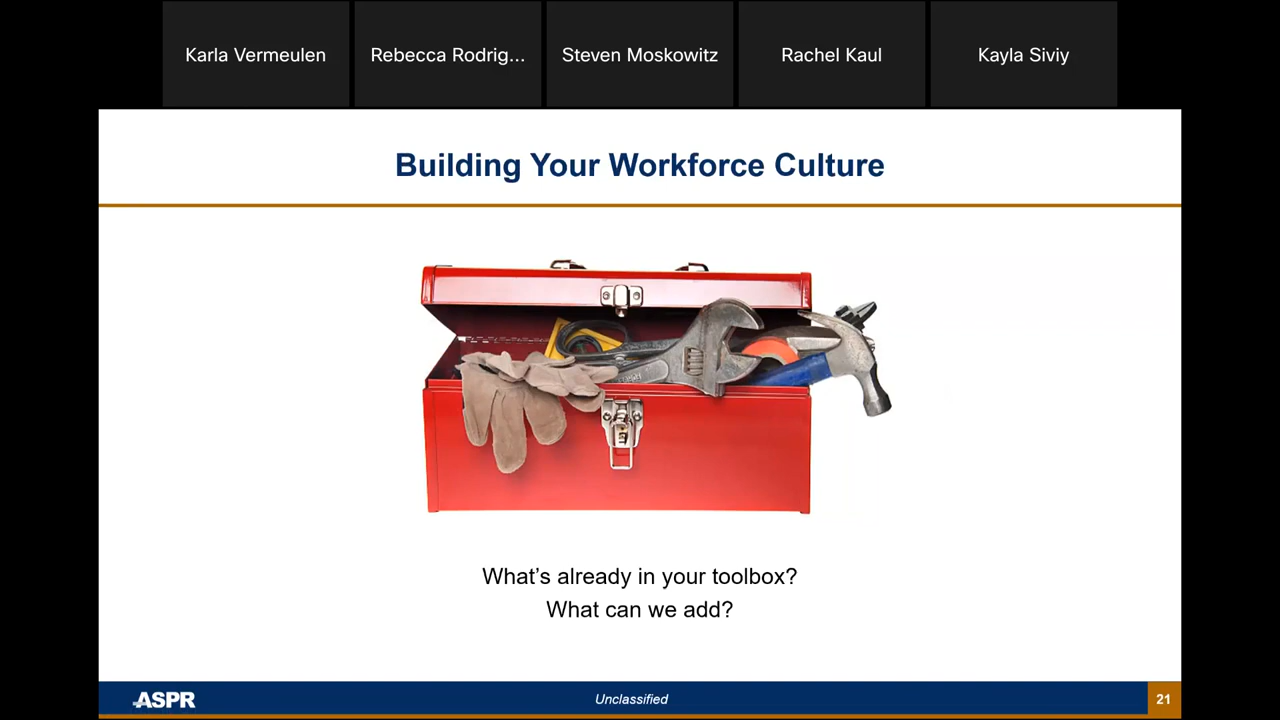 Karla Vermeulen
Rebecca Rodrig...
Steven Moskowitz
Rachel Kaul
Kayla Siviy
Building Your Workforce Culture
What’s already in your toolbox?
What can we add?
ASPR
Unclassified
21